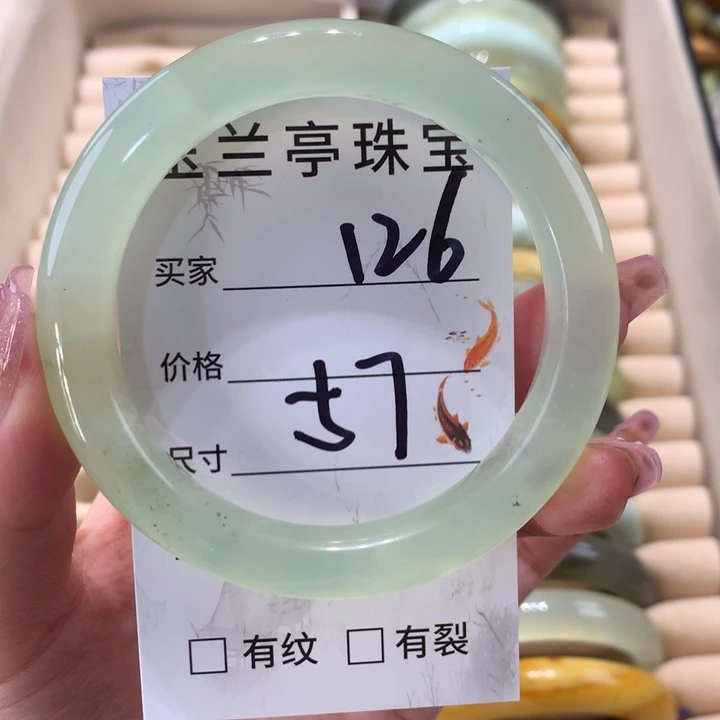 兰亭珠宝
买家 126
价格
尺寸 57
□ 有纹 □ 有裂